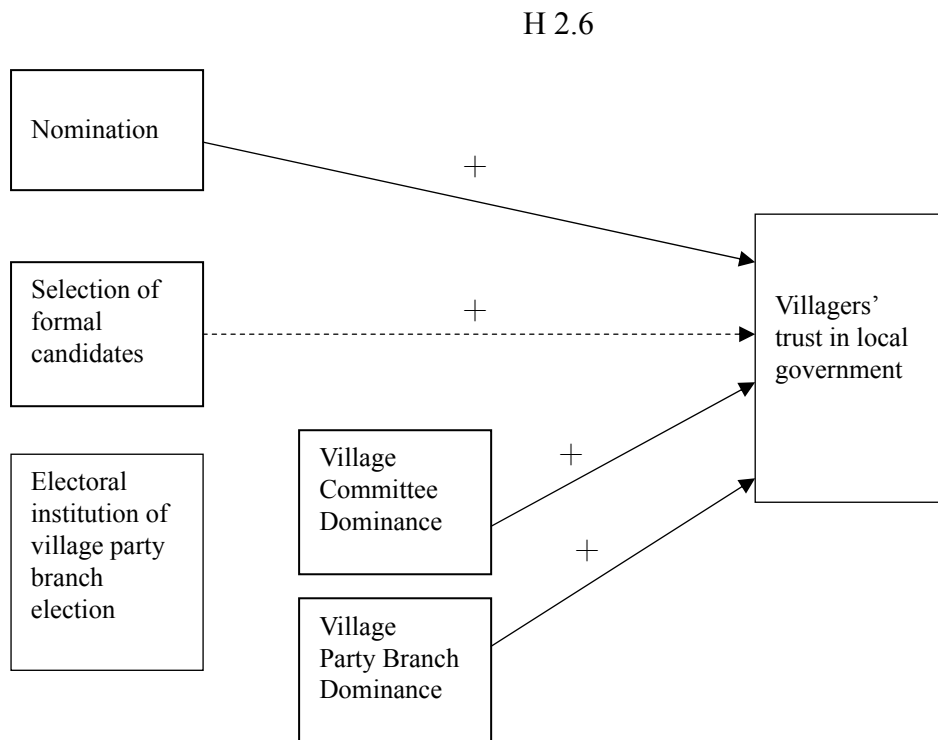 H 2.6
Nomination
+
Selection of
formal
candidates
+
Villagers’
trust in local
government
Electoral
institution of
village party
branch
election
Village
Committee
Dominance
+
Village
Party Branch
Dominance
+